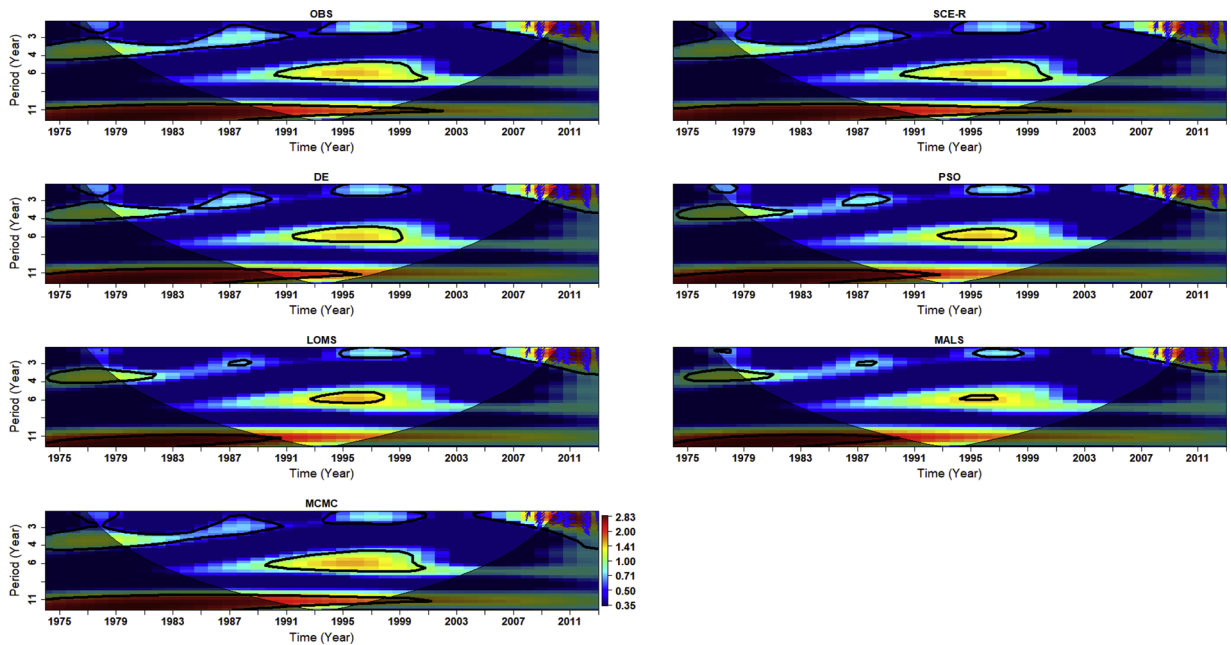 OBS
Period (Year)
3
4
6
11
1975 1979 1983 1987 1991 1995 1999 2003 2007 2011
Time (Year)
SCE-R
Period (Year)
3
4
6
11
1975 1979 1983 1987 1991 1995 1999 2003 2007 2011
Time (Year)
DE
Period (Year)
3
4
6
11
1975 1979 1983 1987 1991 1995 1999 2003 2007 2011
Time (Year)
PSO
Period (Year)
3
4
6
11
1975 1979 1983 1987 1991 1995 1999 2003 2007 2011
Time (Year)
LOMS
Period (Year)
3
4
6
11
1975 1979 1983 1987 1991 1995 1999 2003 2007 2011
Time (Year)
MALS
Period (Year)
3
4
6
11
1975 1979 1983 1987 1991 1995 1999 2003 2007 2011
Time (Year)
MCMC
Period (Year)
3
4
6
11
1975 1979 1983 1987 1991 1995 1999 2003 2007 2011
Time (Year)
2.83
2.00
1.41
1.00
0.71
0.50
0.35